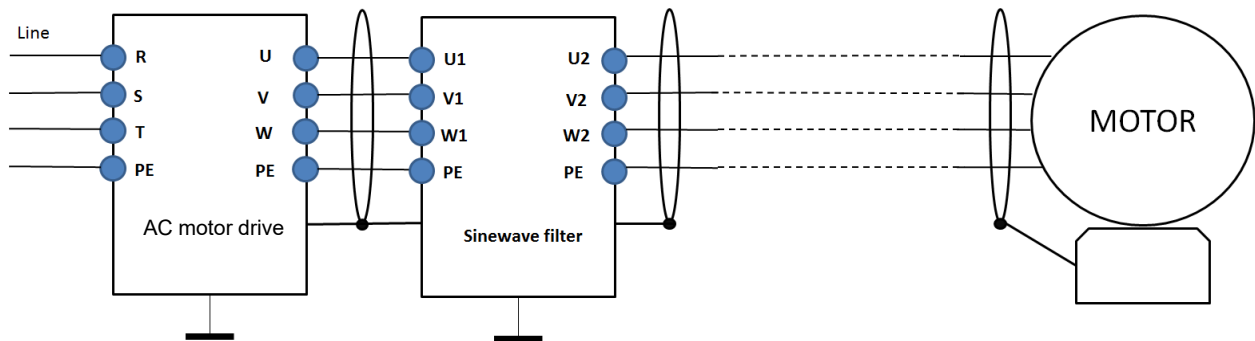 Line
R U U1 U2
S V V1 V2
T W W1 W2
PE PE PE PE
AC motor drive
Sinewave filter
MOTOR